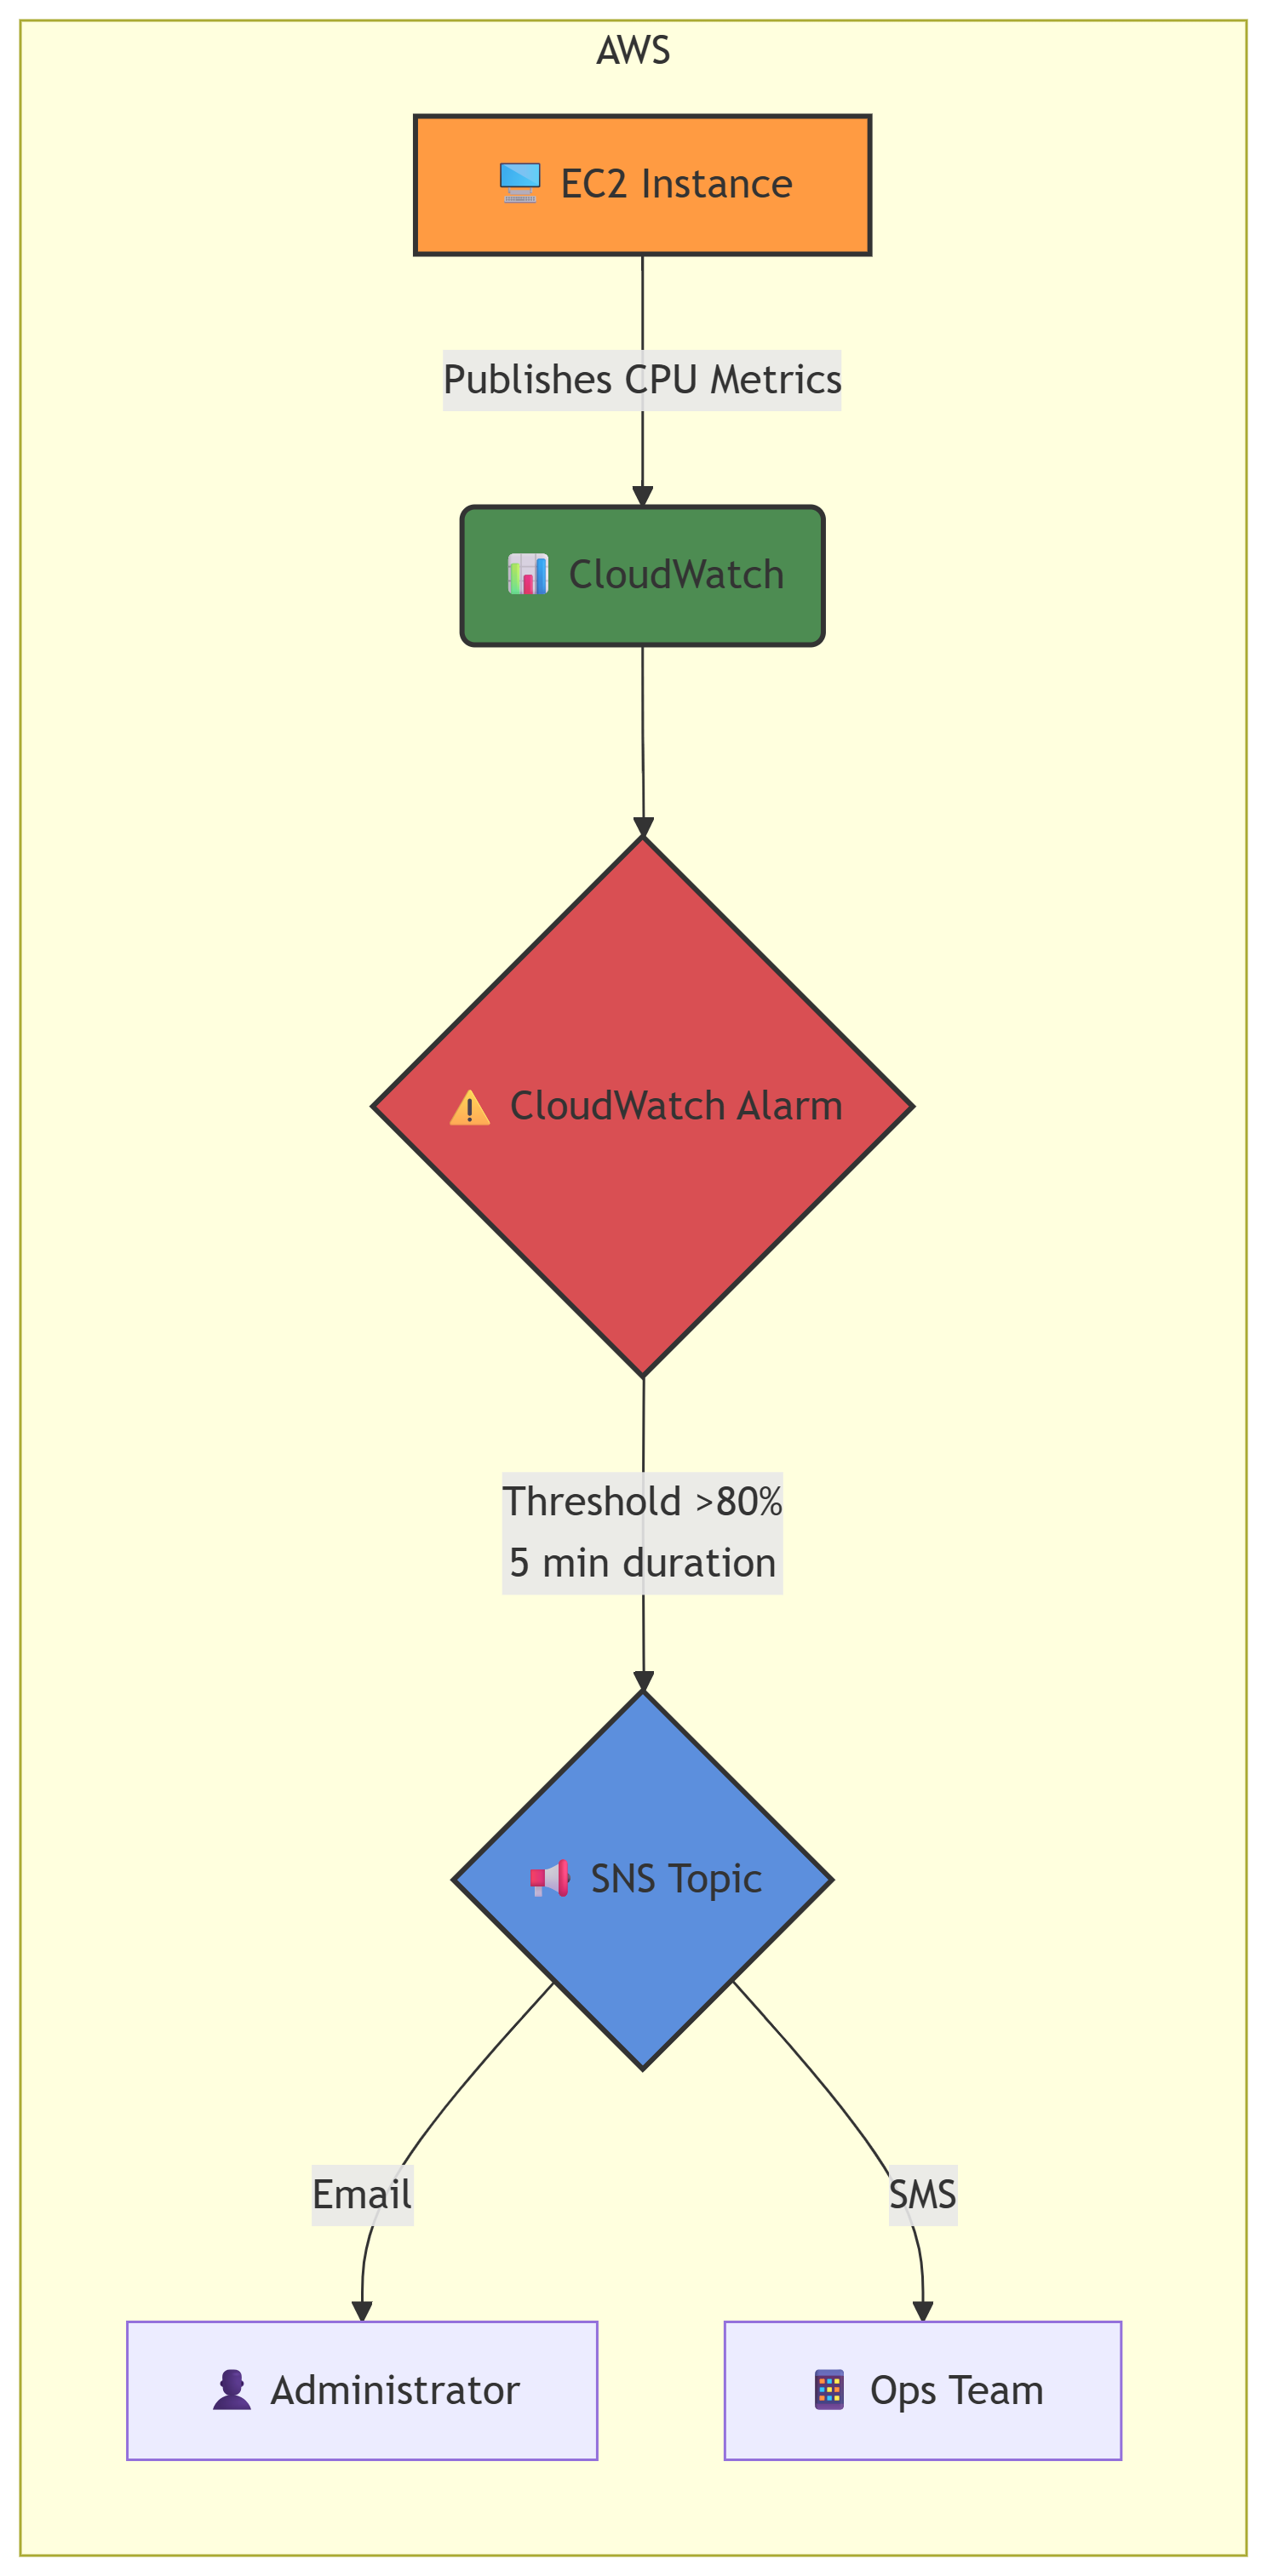 AWS
EC2 Instance
Publishes CPU Metrics
CloudWatch
CloudWatch Alarm
Threshold >80%
5 min duration
SNS Topic
Email
SMS
Administrator
Ops Team